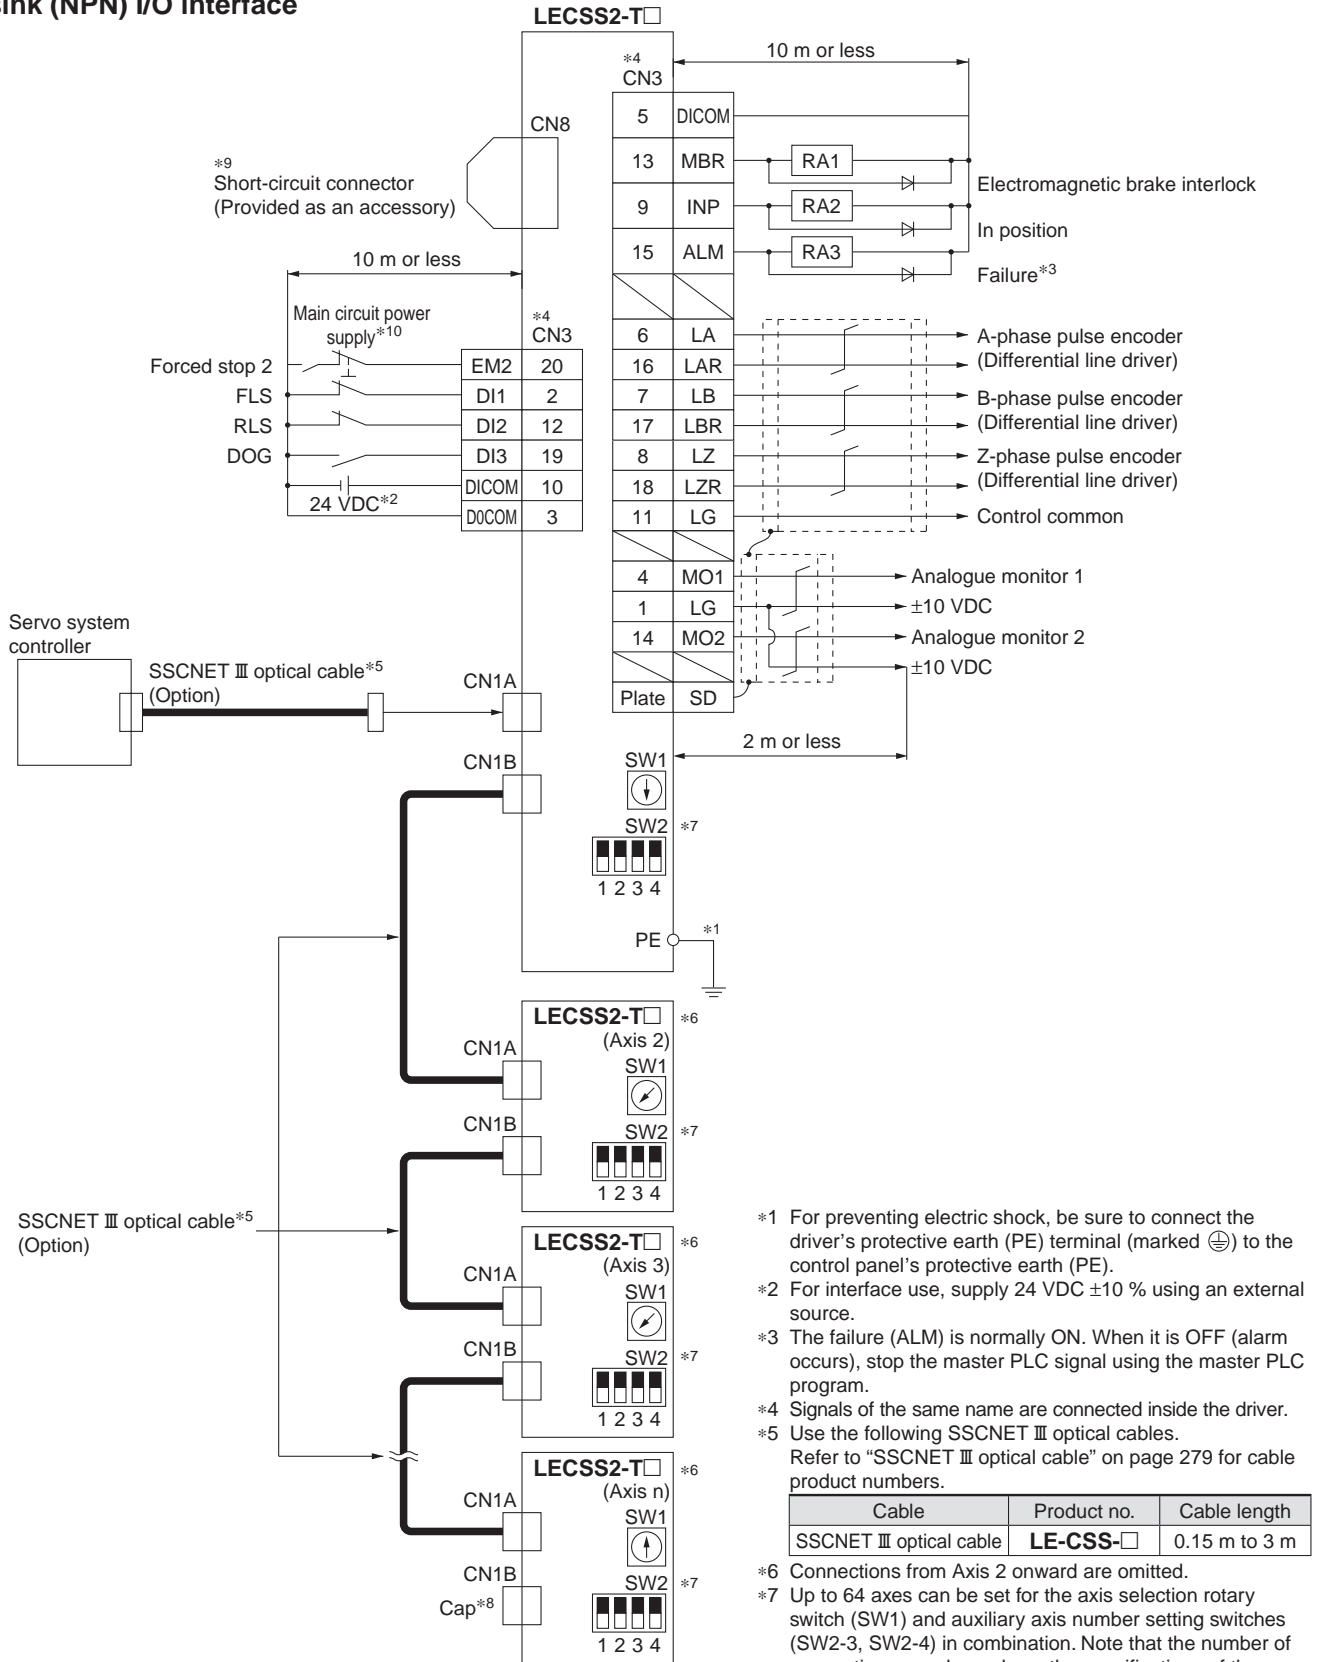 (NPN) I/O interface
LECSS2-T□
*4
CN3
10 m or less
5 DICOM
13 MBR RA1
Electromagnetic brake interlock
9 INP RA2
In position
15 ALM RA3
Failure*3
CN8
*9
Short-circuit connector
(Provided as an accessory)
10 m or less
Main circuit power
supply*10
*4
CN3
Forced stop 2 EM2 20
FLS DI1 2
RLS DI2 12
DOG DI3 19
24 VDC*2 DICOM 10
D0COM 3
6 LA
16 LAR
A-phase pulse encoder
(Differential line driver)
7 LB
17 LBR
B-phase pulse encoder
(Differential line driver)
8 LZ
18 LZR
Z-phase pulse encoder
(Differential line driver)
11 LG Control common
4 MO1 Analogue monitor 1
1 LG ±10 VDC
14 MO2 Analogue monitor 2
±10 VDC
Plate SD
2 m or less
Servo system
controller
SSCNET Ⅲ optical cable*5
(Option)
CN1A
CN1B
SW1
SW2 *7
1 2 3 4
PE *1
LECSS2-T□ *6
(Axis 2)
CN1A
SW1
CN1B
SW2 *7
1 2 3 4
SSCNET Ⅲ optical cable*5
(Option)
LECSS2-T□ *6
(Axis 3)
CN1A
SW1
CN1B
SW2 *7
1 2 3 4
LECSS2-T□ *6
(Axis n)
CN1A
SW1
CN1B
Cap*8
SW2 *7
1 2 3 4
*1 For preventing electric shock, be sure to connect the
driver's protective earth (PE) terminal (marked ⏚) to the
control panel's protective earth (PE).
*2 For interface use, supply 24 VDC ±10 % using an external
source.
*3 The failure (ALM) is normally ON. When it is OFF (alarm
occurs), stop the master PLC signal using the master PLC
program.
*4 Signals of the same name are connected inside the driver.
*5 Use the following SSCNET Ⅲ optical cables.
Refer to “SSCNET Ⅲ optical cable” on page 279 for cable
product numbers.
Cable Product no. Cable length
SSCNET Ⅲ optical cable LE-CSS-□ 0.15 m to 3 m
*6 Connections from Axis 2 onward are omitted.
*7 Up to 64 axes can be set for the axis selection rotary
switch (SW1) and auxiliary axis number setting switches
(SW2-3, SW2-4) in combination. Note that the number of